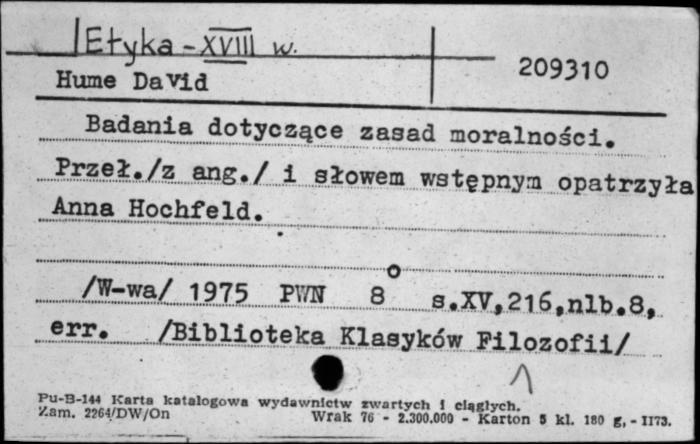 Etyka - XVIII w.
209310
Hume David
Badania dotyczące zasad moralności.
Przeł./z ang./ i słowem wstępnym opatrzyła
Anna Hochfeld.
/W-wa/ 1975 PWN 8° s.XV,216,nlb.8,
err. /Biblioteka Klasyków Filozofii/
Pu-B-144 Karta katalogowa wydawnictw zwartych i ciągłych.
Zam. 2264/DW/On Wrak 76 - 2.300.000 - Karton 5 kl. 180 g, - II73.